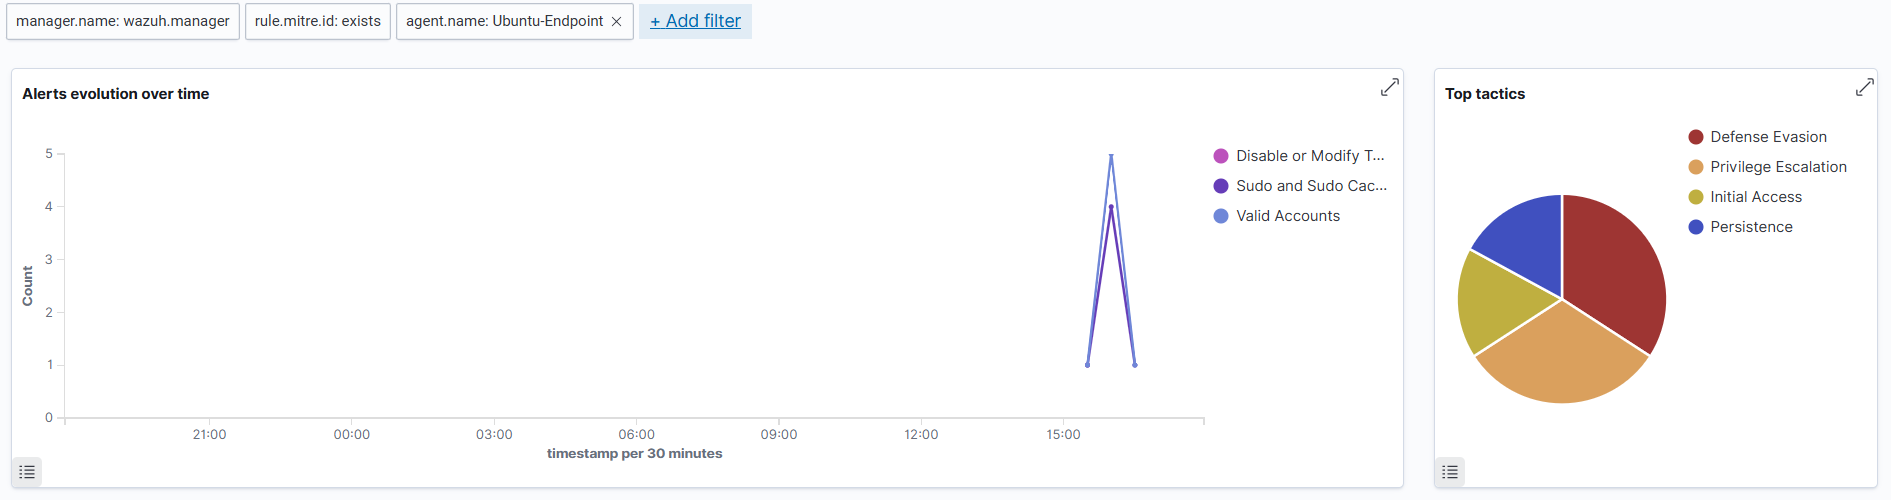 manager.name: wazuh.manager
rule.mitre.id: exists
agent.name: Ubuntu-Endpoint ×
+ Add filter
Alerts evolution over time
Count
5
4
3
2
1
0
21:00
00:00
03:00
06:00
09:00
12:00
15:00
timestamp per 30 minutes
Disable or Modify T...
Sudo and Sudo Cac...
Valid Accounts
Top tactics
Defense Evasion
Privilege Escalation
Initial Access
Persistence